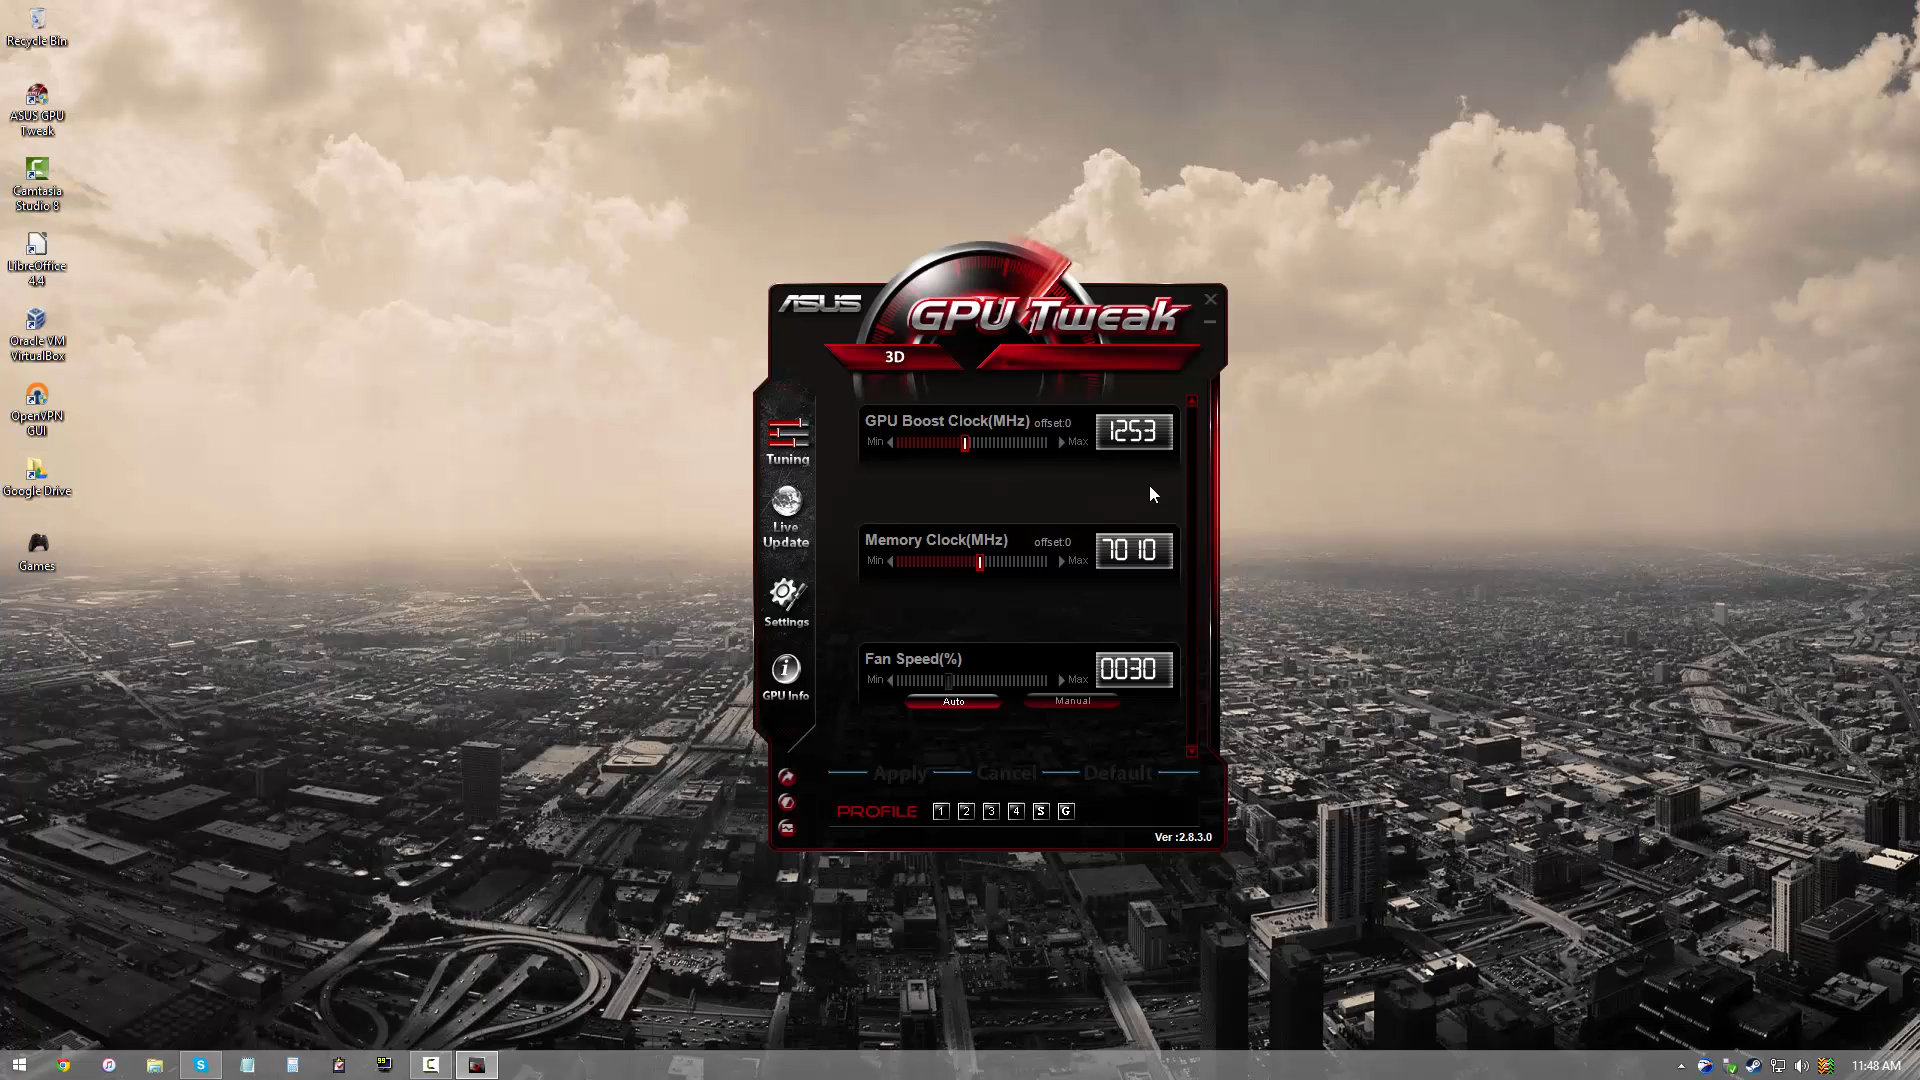 Recycle Bin
ASUS GPU
Tweak
Camtasia
Studio 8
LibreOffice
4.4
Oracle VM
VirtualBox
OpenVPN
GUI
Google Drive
Games
ASUS
GPU Tweak
3D
Tuning
Live
Update
Settings
GPU Info
GPU Boost Clock(MHz) offset:0
1253
Min Max
Memory Clock(MHz) offset:0
7010
Min Max
Fan Speed(%)
0030
Min Max
Auto Manual
Apply Cancel Default
PROFILE 1 2 3 4 S G
Ver :2.8.3.0
99
11:48 AM